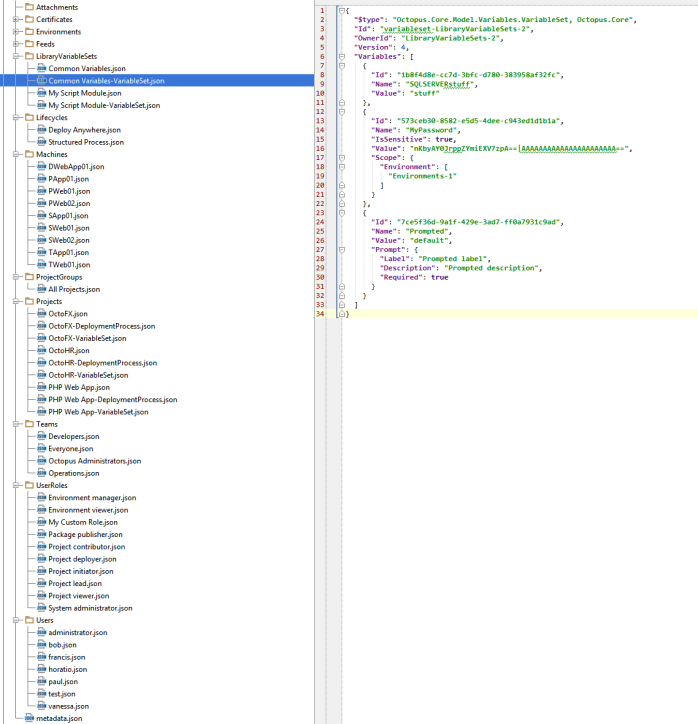 Attachments
Certificates
Environments
Feeds
LibraryVariableSets
Common Variables.json
Common Variables-VariableSet.json
My Script Module.json
My Script Module-VariableSet.json
Lifecycles
Deploy Anywhere.json
Structured Process.json
Machines
DWebApp01.json
PApp01.json
PWeb01.json
PWeb02.json
SApp01.json
SWeb01.json
SWeb02.json
TApp01.json
TWeb01.json
ProjectGroups
All Projects.json
Projects
OctoFX.json
OctoFX-DeploymentProcess.json
OctoFX-VariableSet.json
OctoHR.json
OctoHR-DeploymentProcess.json
OctoHR-VariableSet.json
PHP Web App.json
PHP Web App-DeploymentProcess.json
PHP Web App-VariableSet.json
Teams
Developers.json
Everyone.json
Octopus Administrators.json
Operations.json
UserRoles
Environment manager.json
Environment viewer.json
My Custom Role.json
Package publisher.json
Project contributor.json
Project deployer.json
Project initiator.json
Project lead.json
Project viewer.json
System administrator.json
Users
administrator.json
bob.json
francis.json
horatio.json
paul.json
test.json
vanessa.json
metadata.json
1 {
2 "$type": "Octopus.Core.Model.Variables.VariableSet, Octopus.Core",
3 "Id": "variableset-LibraryVariableSets-2",
4 "OwnerId": "LibraryVariableSets-2",
5 "Version": 4,
6 "Variables": [
7 {
8 "Id": "1b8f4d8e-cc7d-3bfc-d780-383958af32fc",
9 "Name": "SQLSERVERstuff",
10 "Value": "stuff"
11 },
12 {
13 "Id": "573ceb30-8582-e5d5-4dee-c943ed1d1b1a",
14 "Name": "MyPassword",
15 "IsSensitive": true,
16 "Value": "nKbyAY0JrppZYmiEXV7zpA==|AAAAAAAAAAAAAAAAAAAAAA==",
17 "Scope": {
18 "Environment": [
19 "Environments-1"
20 ]
21 }
22 },
23 {
24 "Id": "7ce5f36d-9a1f-429e-3ad7-ff0a7931c9ad",
25 "Name": "Prompted",
26 "Value": "default",
27 "Prompt": {
28 "Label": "Prompted label",
29 "Description": "Prompted description",
30 "Required": true
31 }
32 }
33 ]
34 }